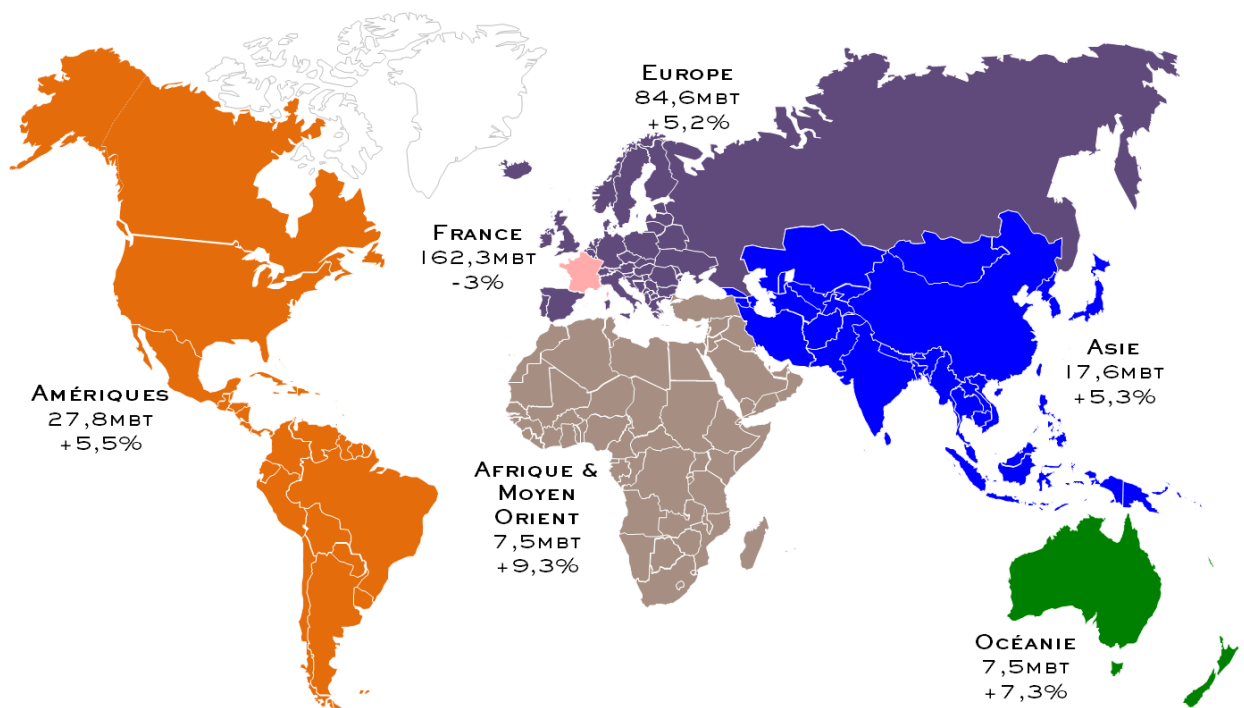 Europe
84,6mbt
+5,2%
France
162,3mbt
-3%
Asie
17,6mbt
+5,3%
Amériques
27,8mbt
+5,5%
Afrique &
Moyen
Orient
7,5mbt
+9,3%
Océanie
7,5mbt
+7,3%